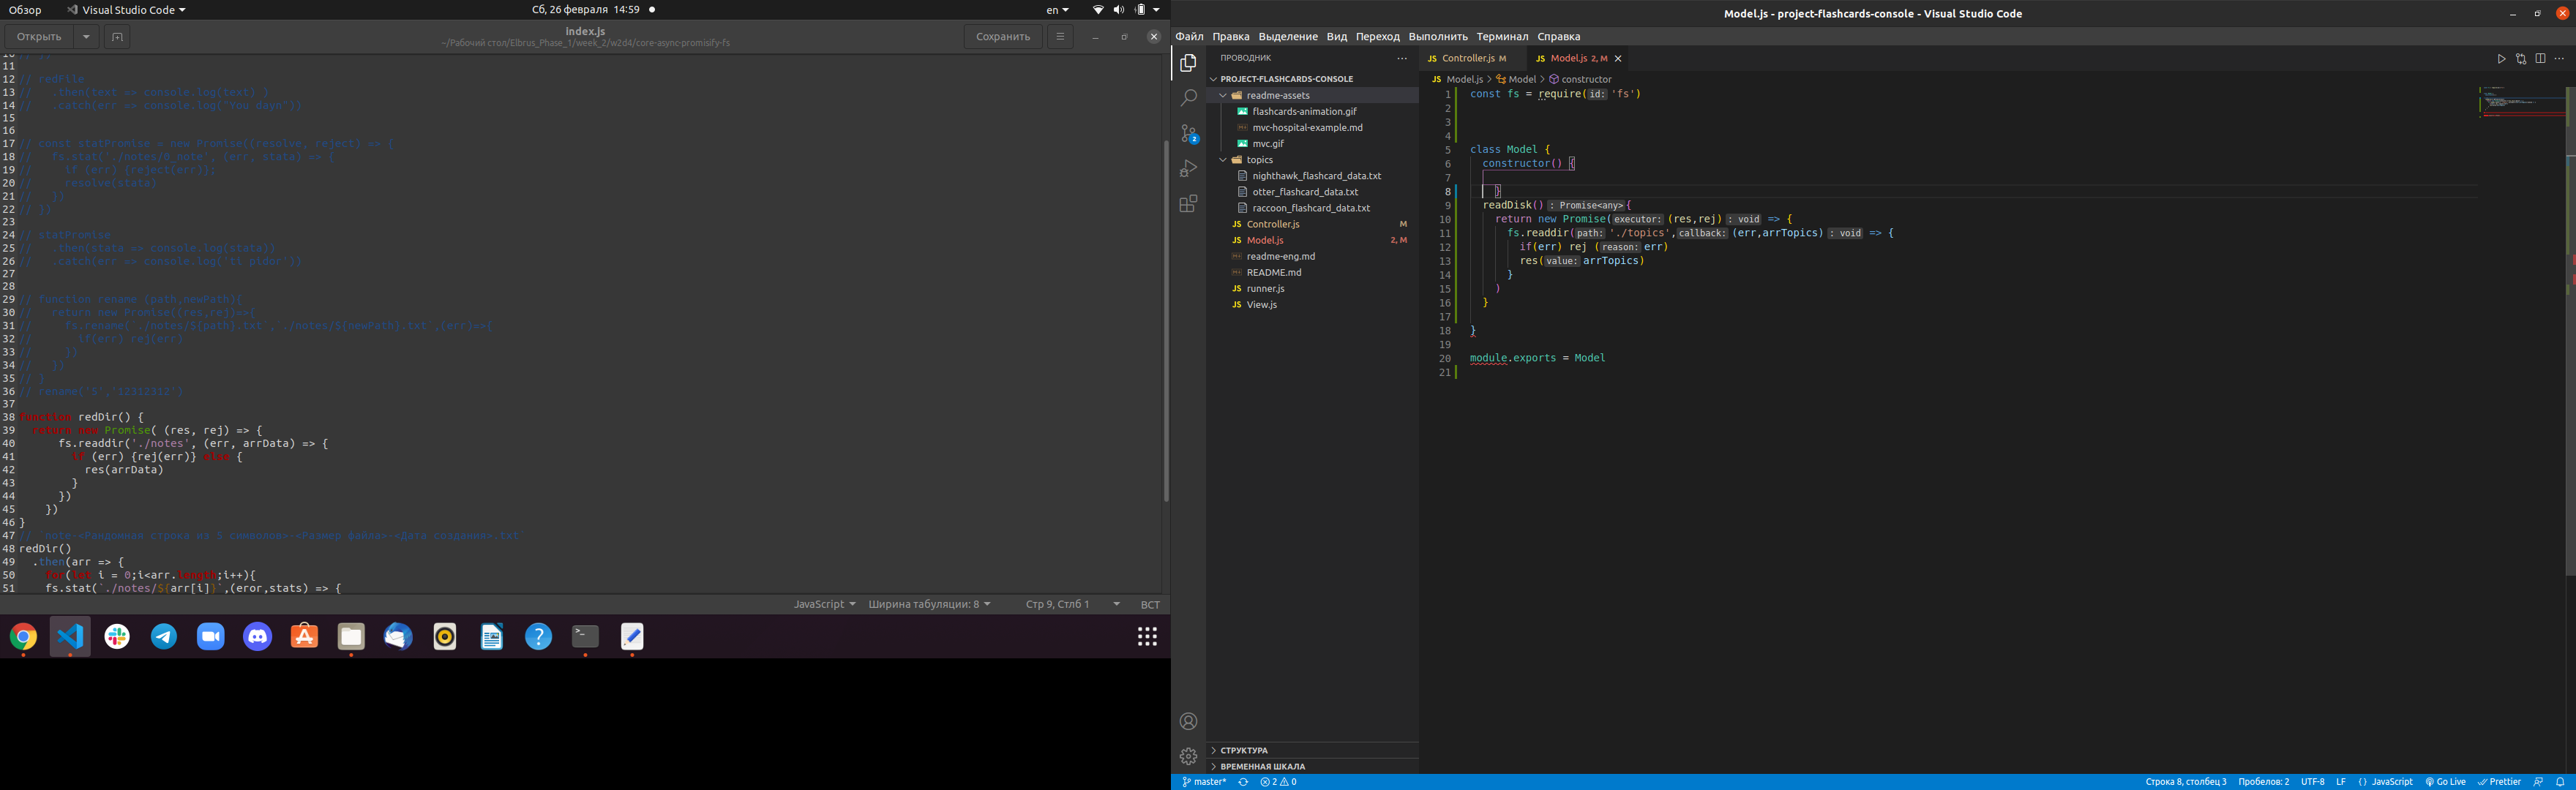 Обзор
Visual Studio Code
Сб, 26 февраля 14:59
en
Открыть
index.js
~/Рабочий стол/Elbrus_Phase_1/week_2/w2d4/core-async-promisify-fs
Сохранить
11
12 // redFile
13 // .then(text => console.log(text) )
14 // .catch(err => console.log("You dayn"))
15
16
17 // const statPromise = new Promise((resolve, reject) => {
18 // fs.stat('./notes/0_note', (err, stata) => {
19 // if (err) {reject(err)};
20 // resolve(stata)
21 // })
22 // })
23
24 // statPromise
25 // .then(stata => console.log(stata))
26 // .catch(err => console.log('ti pidor'))
27
28
29 // function rename (path,newPath){
30 // return new Promise((res,rej)=>{
31 // fs.rename(`./notes/${path}.txt`,`./notes/${newPath}.txt`,(err)=>{
32 // if(err) rej(err)
33 // })
34 // })
35 // }
36 // rename('5','12312312')
37
38 function redDir() {
39 return new Promise( (res, rej) => {
40 fs.readdir('./notes', (err, arrData) => {
41 if (err) {rej(err)} else {
42 res(arrData)
43 }
44 })
45 })
46 }
47 // note-<Рандомная строка из 5 символов>-<Размер файла>-<Дата создания>.txt
48 redDir()
49 .then(arr => {
50 for(let i = 0;i<arr.length;i++){
51 fs.stat(`./notes/${arr[i]}`,(eror,stats) => {
JavaScript
Ширина табуляции: 8
Стр 9, Стлб 1
ВСТ
Model.js - project-flashcards-console - Visual Studio Code
Файл Правка Выделение Вид Переход Выполнить Терминал Справка
ПРОВОДНИК
PROJECT-FLASHCARDS-CONSOLE
readme-assets
flashcards-animation.gif
mvc-hospital-example.md
mvc.gif
topics
nighthawk_flashcard_data.txt
otter_flashcard_data.txt
raccoon_flashcard_data.txt
JS Controller.js M
JS Model.js 2, M
readme-eng.md
README.md
JS runner.js
JS View.js
СТРУКТУРА
ВРЕМЕННАЯ ШКАЛА
2
JS Controller.js M
JS Model.js 2, M
JS Model.js > Model > constructor
1 const fs = require(id: 'fs')
2
3
4
5 class Model {
6 constructor() {
7
8 }
9 readDisk() : Promise<any>{
10 return new Promise(executor: (res,rej) : void => {
11 fs.readdir(path: './topics',callback: (err,arrTopics) : void => {
12 if(err) rej (reason: err)
13 res(value: arrTopics)
14 }
15 )
16 }
17
18 }
19
20 module.exports = Model
21
master*
2 0
Строка 8, столбец 3
Пробелов: 2
UTF-8
LF
JavaScript
Go Live
Prettier